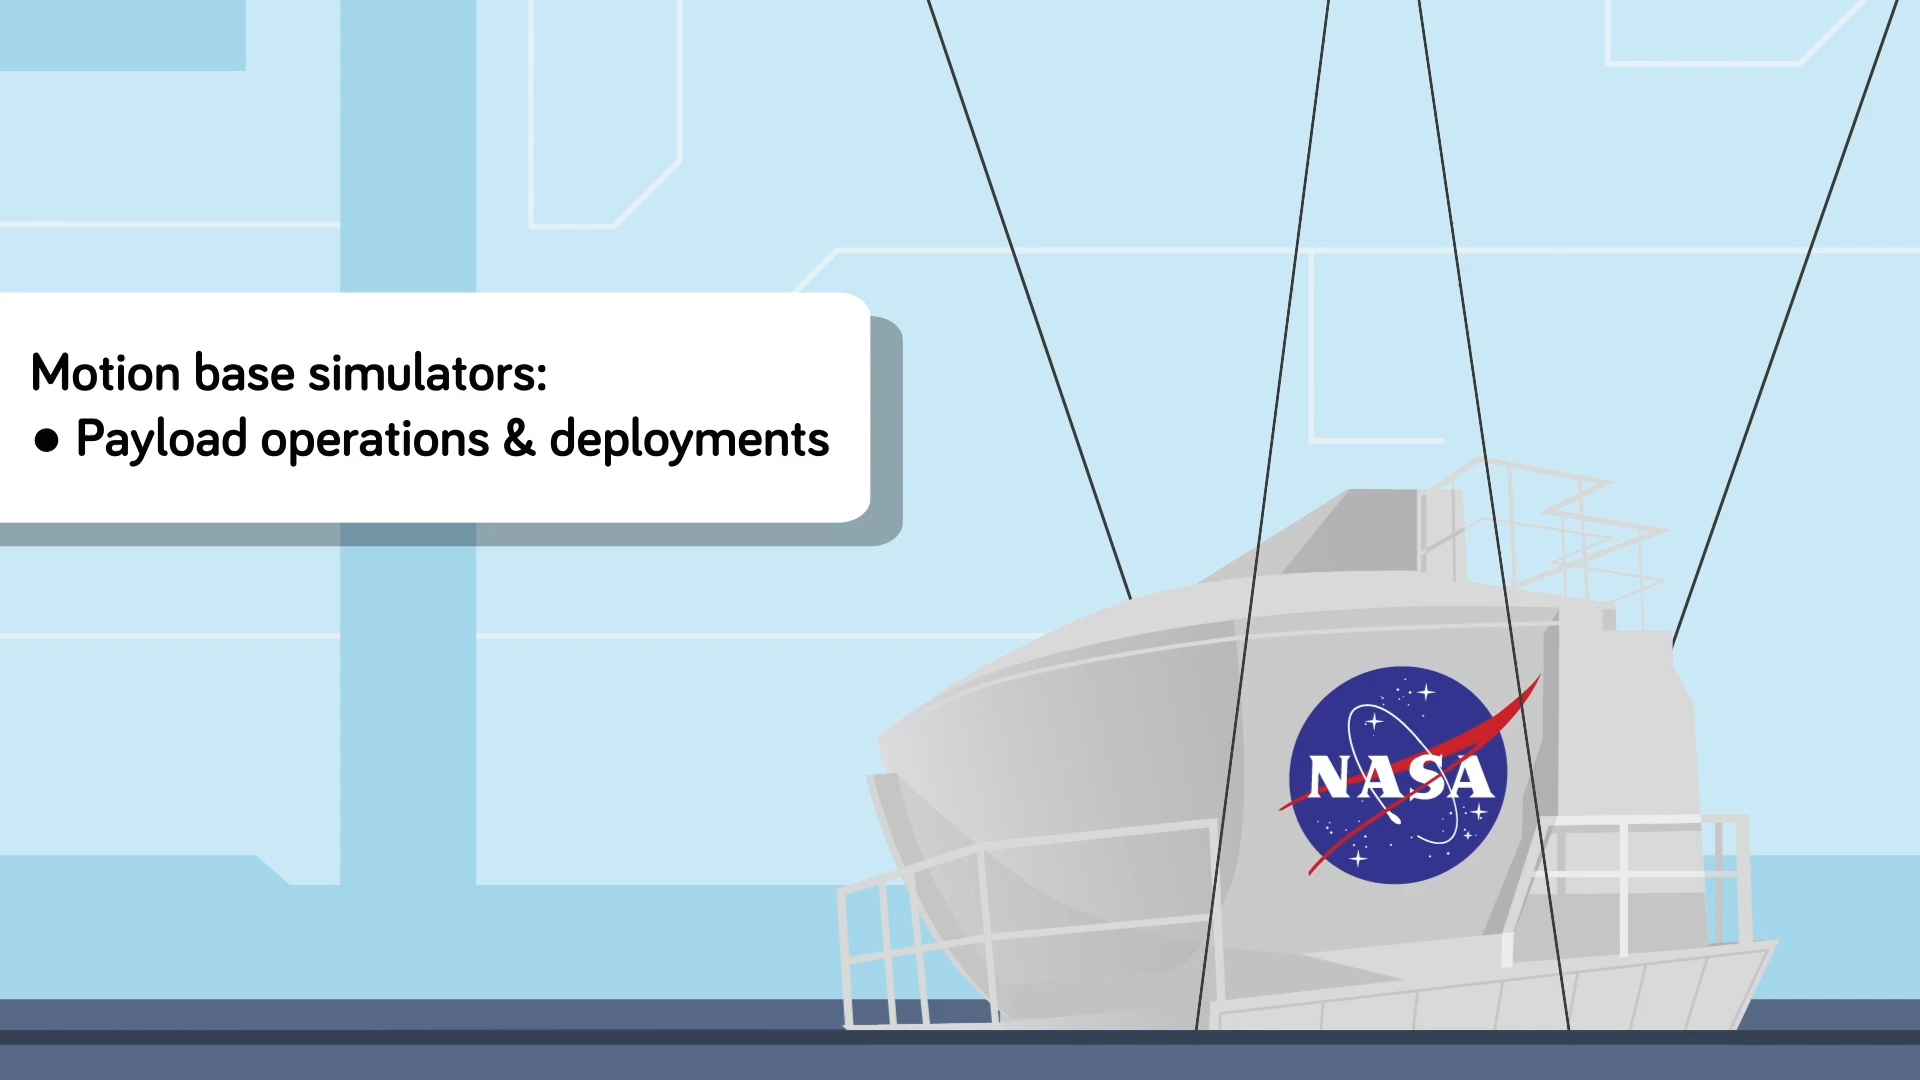 Motion base simulators:
● Payload operations & deployments
NASA